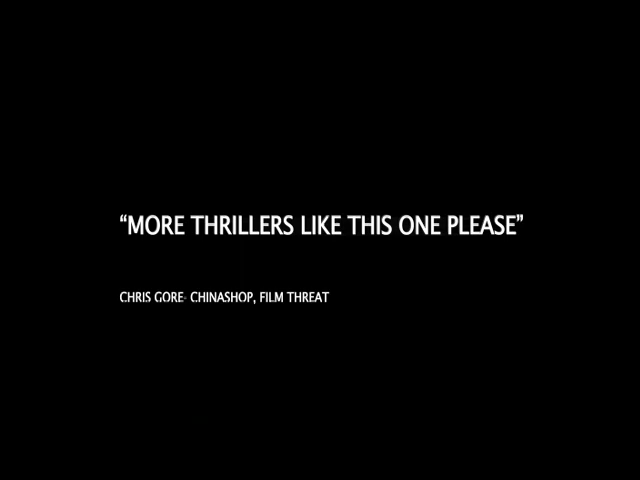 “MORE THRILLERS LIKE THIS ONE PLEASE”
CHRIS GORE- CHINASHOP, FILM THREAT